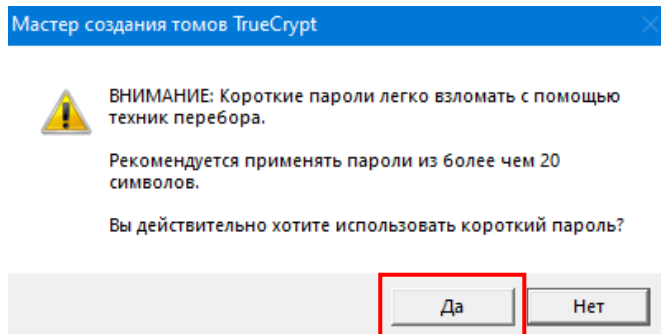 Мастер создания томов TrueCrypt
ВНИМАНИЕ: Короткие пароли легко взломать с помощью
техник перебора.
Рекомендуется применять пароли из более чем 20
символов.
Вы действительно хотите использовать короткий пароль?
Да
Нет